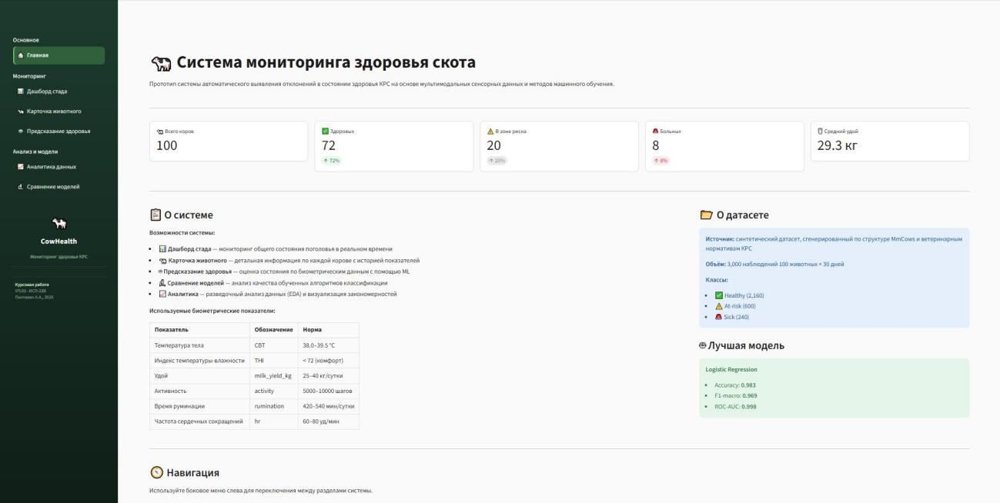 Основное
Главная
Мониторинг
Дашборд стада
Карточка животного
Предсказание здоровья
Анализ и модели
Аналитика данных
Сравнение моделей
CowHealth
Мониторинг здоровья КРС
Курсовая работа
УП.03 · ИСП-23В
Система мониторинга здоровья скота
Прототип системы автоматического выявления отклонений в состоянии здоровья КРС на основе мультимодальных сенсорных данных и методов машинного обучения.
Всего коров
100
Здоровых
72
↑ 72%
В зоне риска
20
↑ 20%
Больных
8
↑ 8%
Средний удой
29.3 кг
О системе
Возможности системы:
• Дашборд стада — мониторинг общего состояния поголовья в реальном времени
• Карточка животного — детальная информация по каждой корове с историей показателей
• Предсказание здоровья — оценка состояния по биометрическим данным с помощью ML
• Сравнение моделей — анализ качества обученных алгоритмов классификации
• Аналитика — разведочный анализ данных (EDA) и визуализация закономерностей
Используемые биометрические показатели:
Показатель Обозначение Норма
Температура тела CBT 38.0–39.5 °C
Индекс температуры-влажности THI < 72 (комфорт)
Удой milk_yield_kg 25–40 кг/сутки
Активность activity 5000–10000 шагов
Время руминации rumination 420–540 мин/сутки
Частота сердечных сокращений hr 60–80 уд/мин
О датасете
Источник: синтетический датасет, сгенерированный по структуре MmCows и ветеринарным
нормативам КРС
Объём: 3,000 наблюдений 100 животных × 30 дней
Классы:
• Healthy (2,160)
• At-risk (600)
• Sick (240)
Лучшая модель
Logistic Regression
• Accuracy: 0.983
• F1-macro: 0.969
• ROC-AUC: 0.998
Навигация
Используйте боковое меню слева для переключения между разделами системы.